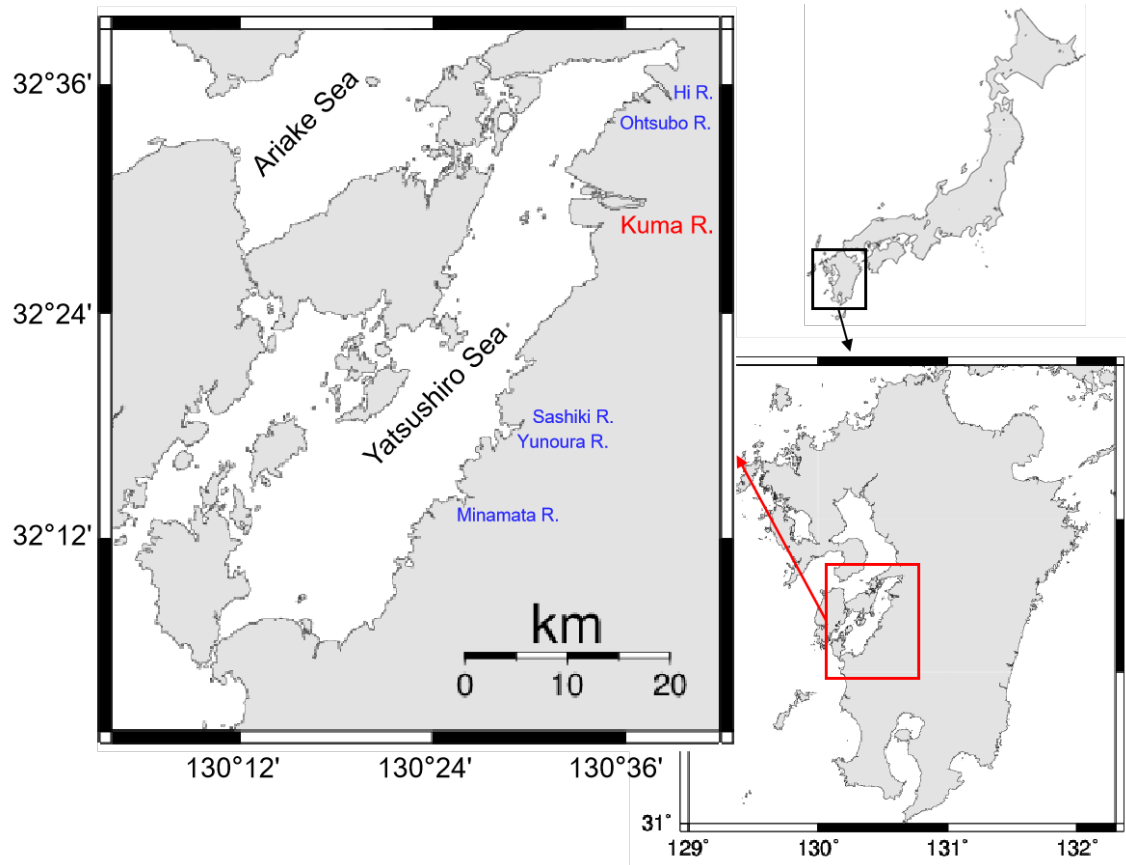 32°36'
Ariake Sea
Hi R.
Ohtsubo R.
Kuma R.
32°24'
Yatsushiro Sea
Sashiki R.
Yunoura R.
Minamata R.
32°12'
km
0 10 20
130°12' 130°24' 130°36'
31°
129° 130° 131° 132°